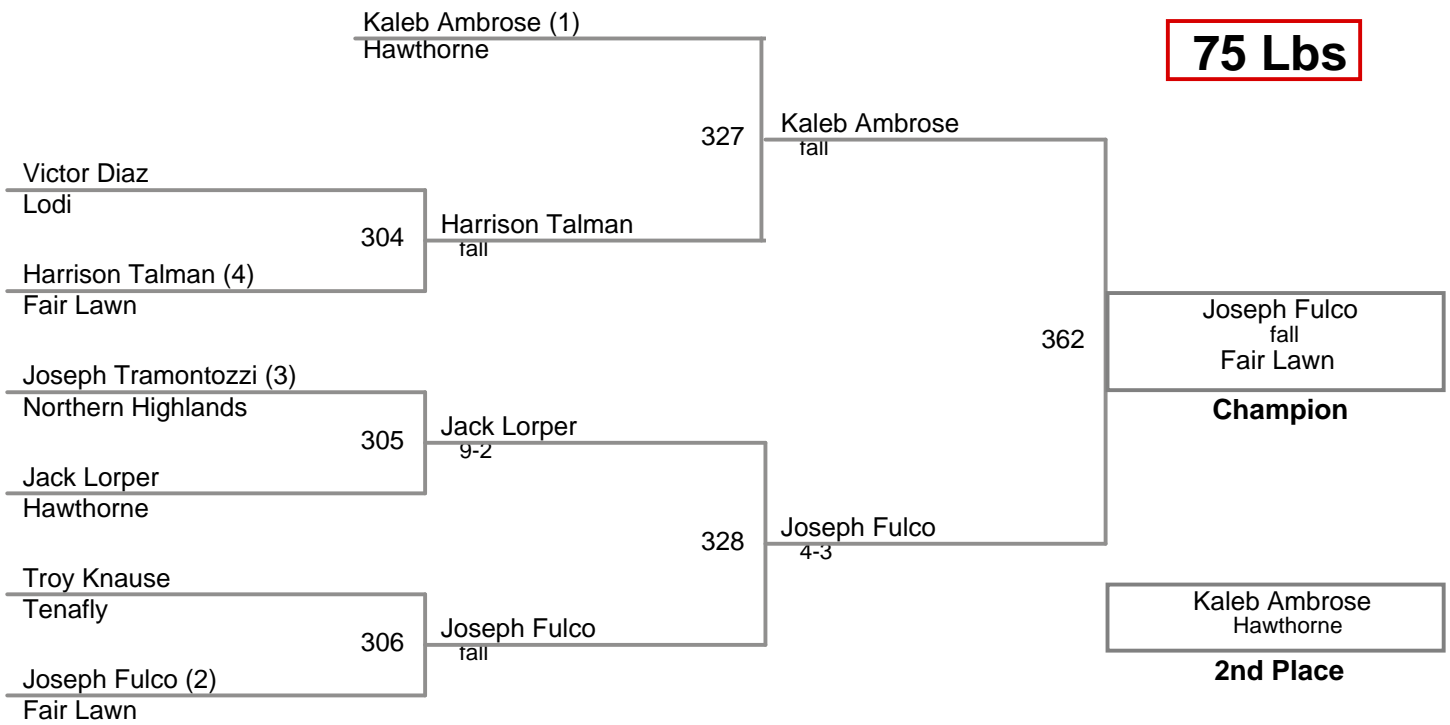 Kaleb Ambrose (1)
Hawthorne
75 Lbs
327
Kaleb Ambrose
fall
Victor Diaz
Lodi
304
Harrison Talman
fall
Harrison Talman (4)
Fair Lawn
Joseph Fulco
fall
Fair Lawn
Champion
362
Joseph Tramontozzi (3)
Northern Highlands
305
Jack Lorper
9-2
Jack Lorper
Hawthorne
328
Joseph Fulco
4-3
Troy Knause
Tenafly
306
Joseph Fulco
fall
Joseph Fulco (2)
Fair Lawn
Kaleb Ambrose
Hawthorne
2nd Place